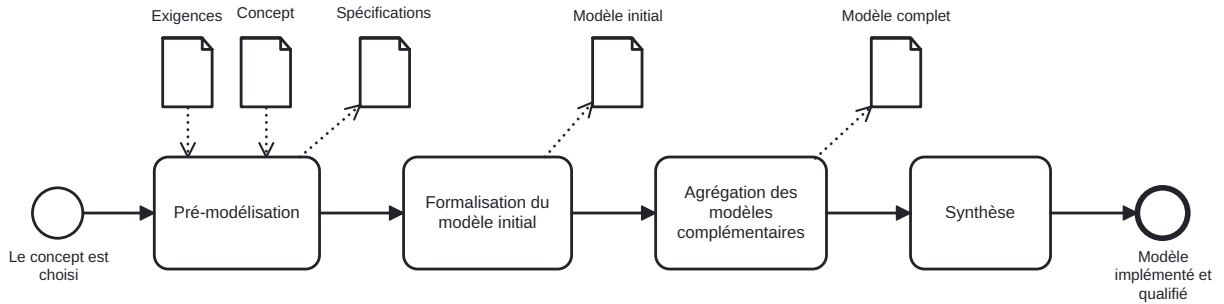 Exigences
Concept
Spécifications
Modèle initial
Modèle complet
Pré-modélisation
Formalisation du
modèle initial
Agrégation des
modèles
complémentaires
Synthèse
Le concept est
choisi
Modèle
implémenté et
qualifié